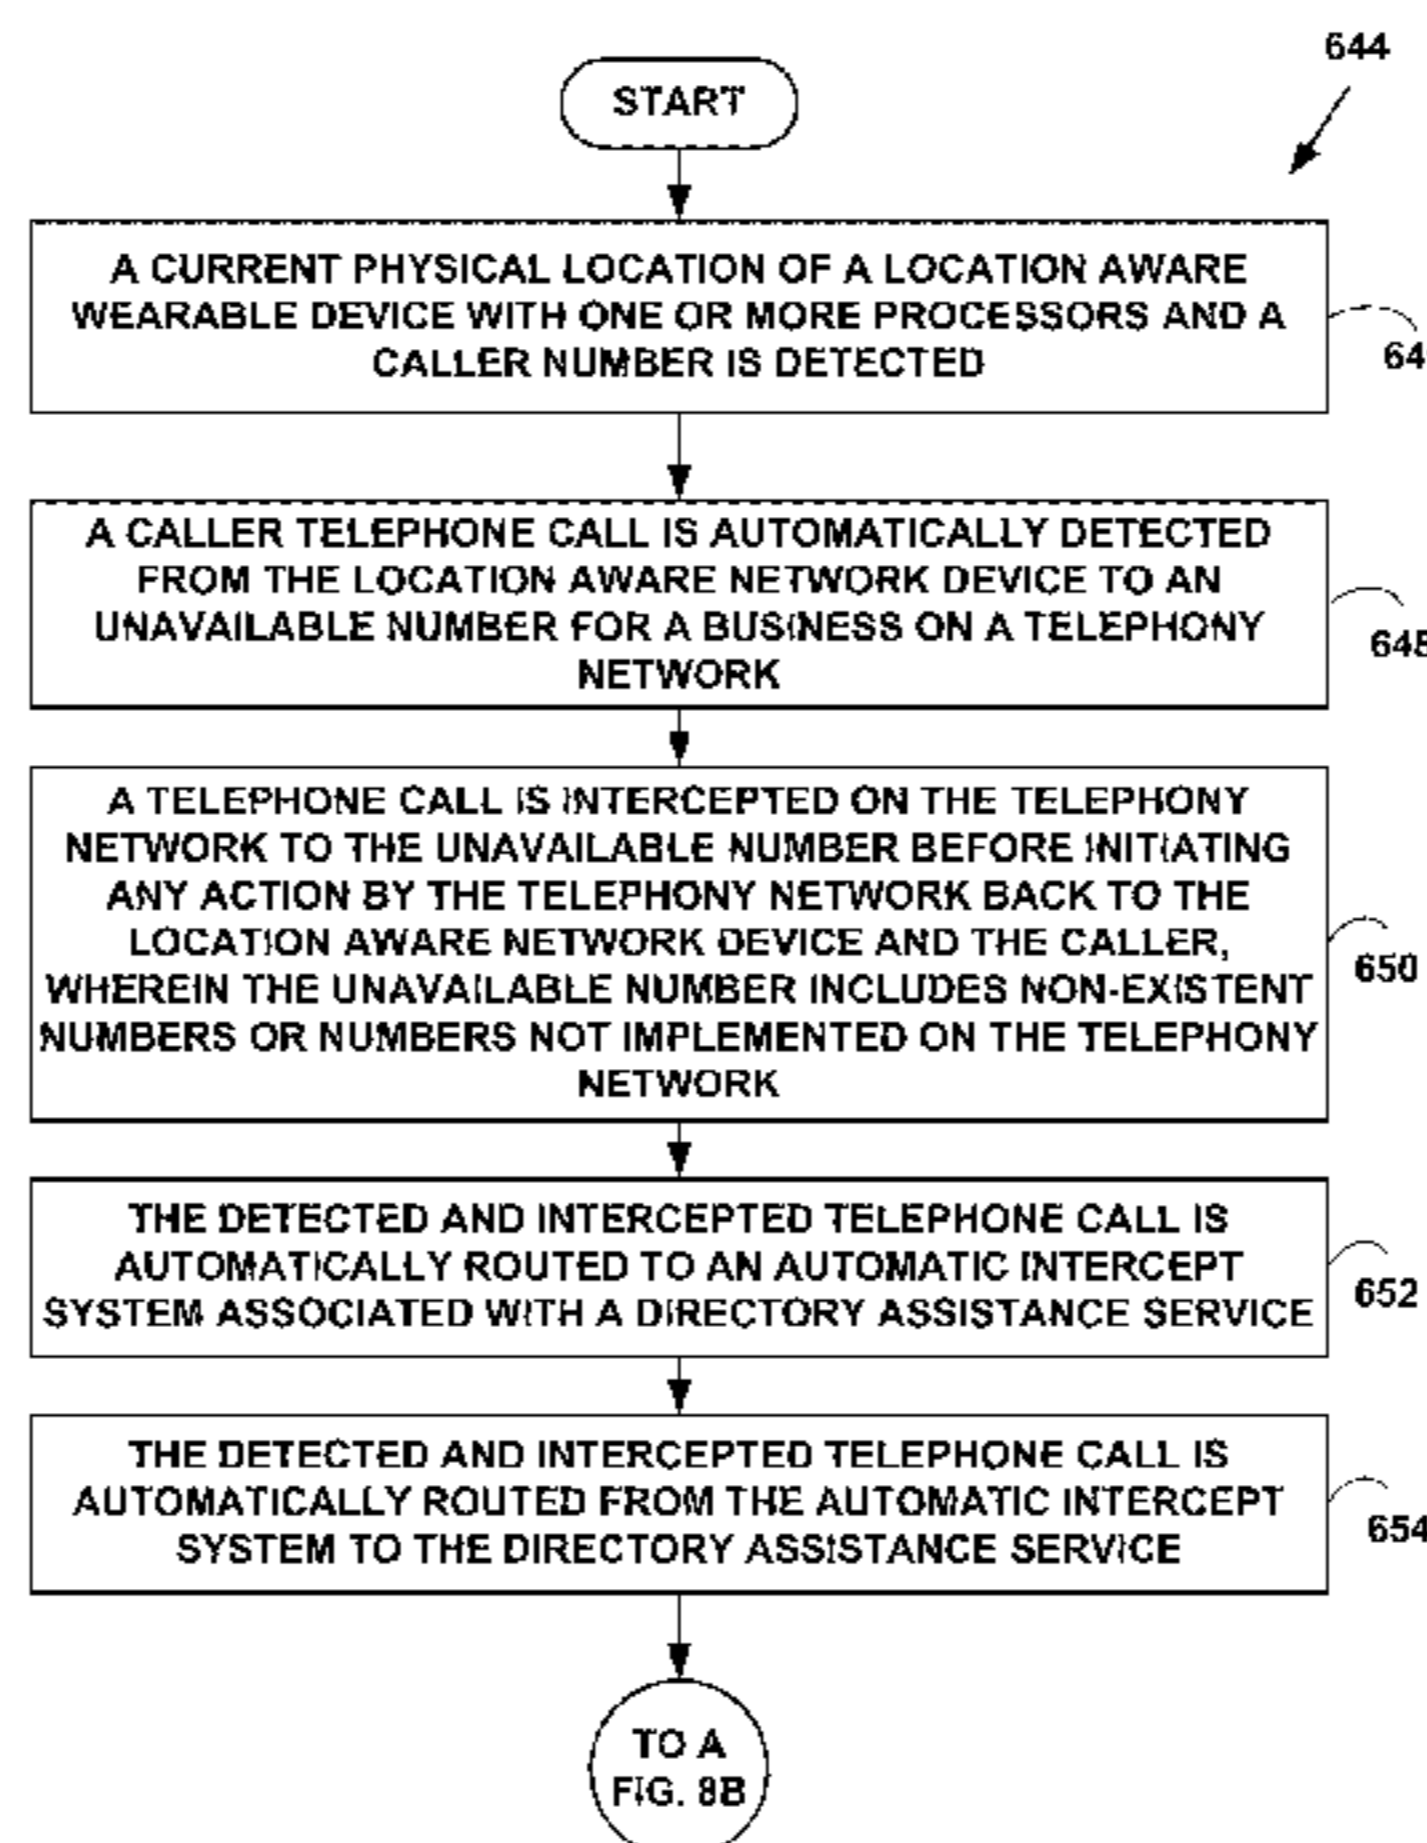 644
START
A CURRENT PHYSICAL LOCATION OF A LOCATION AWARE
WEARABLE DEVICE WITH ONE OR MORE PROCESSORS AND A
CALLER NUMBER IS DETECTED
64
A CALLER TELEPHONE CALL IS AUTOMATICALLY DETECTED
FROM THE LOCATION AWARE NETWORK DEVICE TO AN
UNAVAILABLE NUMBER FOR A BUSINESS ON A TELEPHONY
NETWORK
648
A TELEPHONE CALL IS INTERCEPTED ON THE TELEPHONY
NETWORK TO THE UNAVAILABLE NUMBER BEFORE INITIATING
ANY ACTION BY THE TELEPHONY NETWORK BACK TO THE
LOCATION AWARE NETWORK DEVICE AND THE CALLER,
WHEREIN THE UNAVAILABLE NUMBER INCLUDES NON-EXISTENT
NUMBERS OR NUMBERS NOT IMPLEMENTED ON THE TELEPHONY
NETWORK
650
THE DETECTED AND INTERCEPTED TELEPHONE CALL IS
AUTOMATICALLY ROUTED TO AN AUTOMATIC INTERCEPT
SYSTEM ASSOCIATED WITH A DIRECTORY ASSISTANCE SERVICE
652
THE DETECTED AND INTERCEPTED TELEPHONE CALL IS
AUTOMATICALLY ROUTED FROM THE AUTOMATIC INTERCEPT
SYSTEM TO THE DIRECTORY ASSISTANCE SERVICE
654
TO A
FIG. 8B